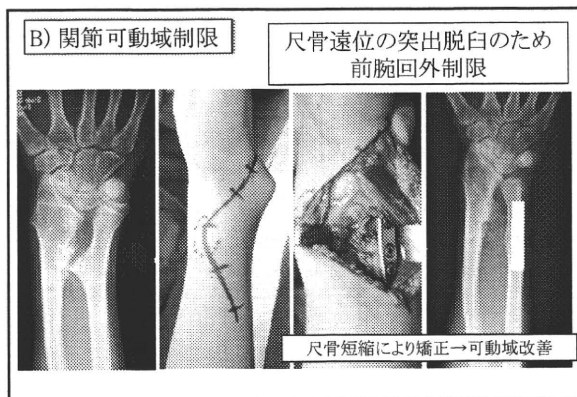 B) 関節可動域制限
尺骨遠位の突出脱臼のため
前腕回外制限
尺骨短縮により矯正→可動域改善